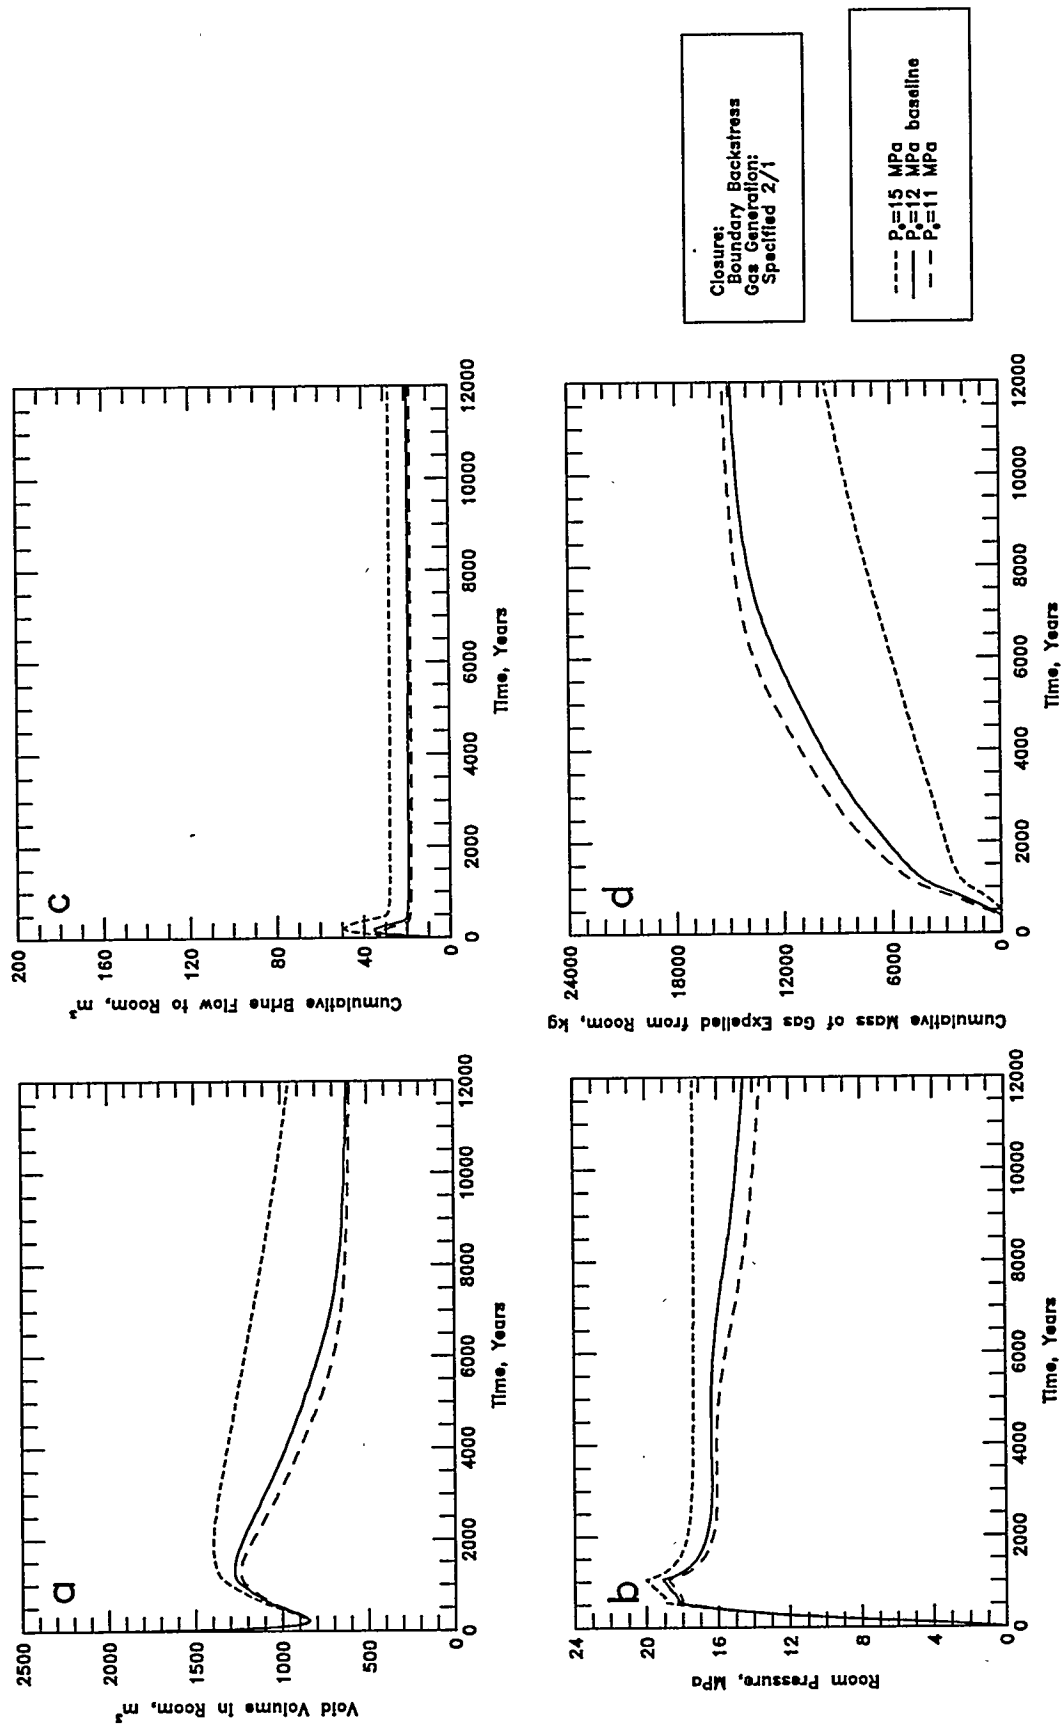 a
2500
2000
1500
1000
500
0
Void Volume in Room, m³
0
2000
4000
6000
8000
10000
12000
Time, Years
c
200
160
120
80
40
0
Cumulative Brine Flow to Room, m³
0
2000
4000
6000
8000
10000
12000
Time, Years
b
24
20
16
12
8
4
0
Room Pressure, MPa
0
2000
4000
6000
8000
10000
12000
Time, Years
d
24000
18000
12000
6000
0
Cumulative Mass of Gas Expelled from Room, kg
0
2000
4000
6000
8000
10000
12000
Time, Years
Closure:
Boundary Backstress
Gas Generation:
Specified 2/1
Pₒ=15 MPa
Pₒ=12 MPa baseline
Pₒ=11 MPa